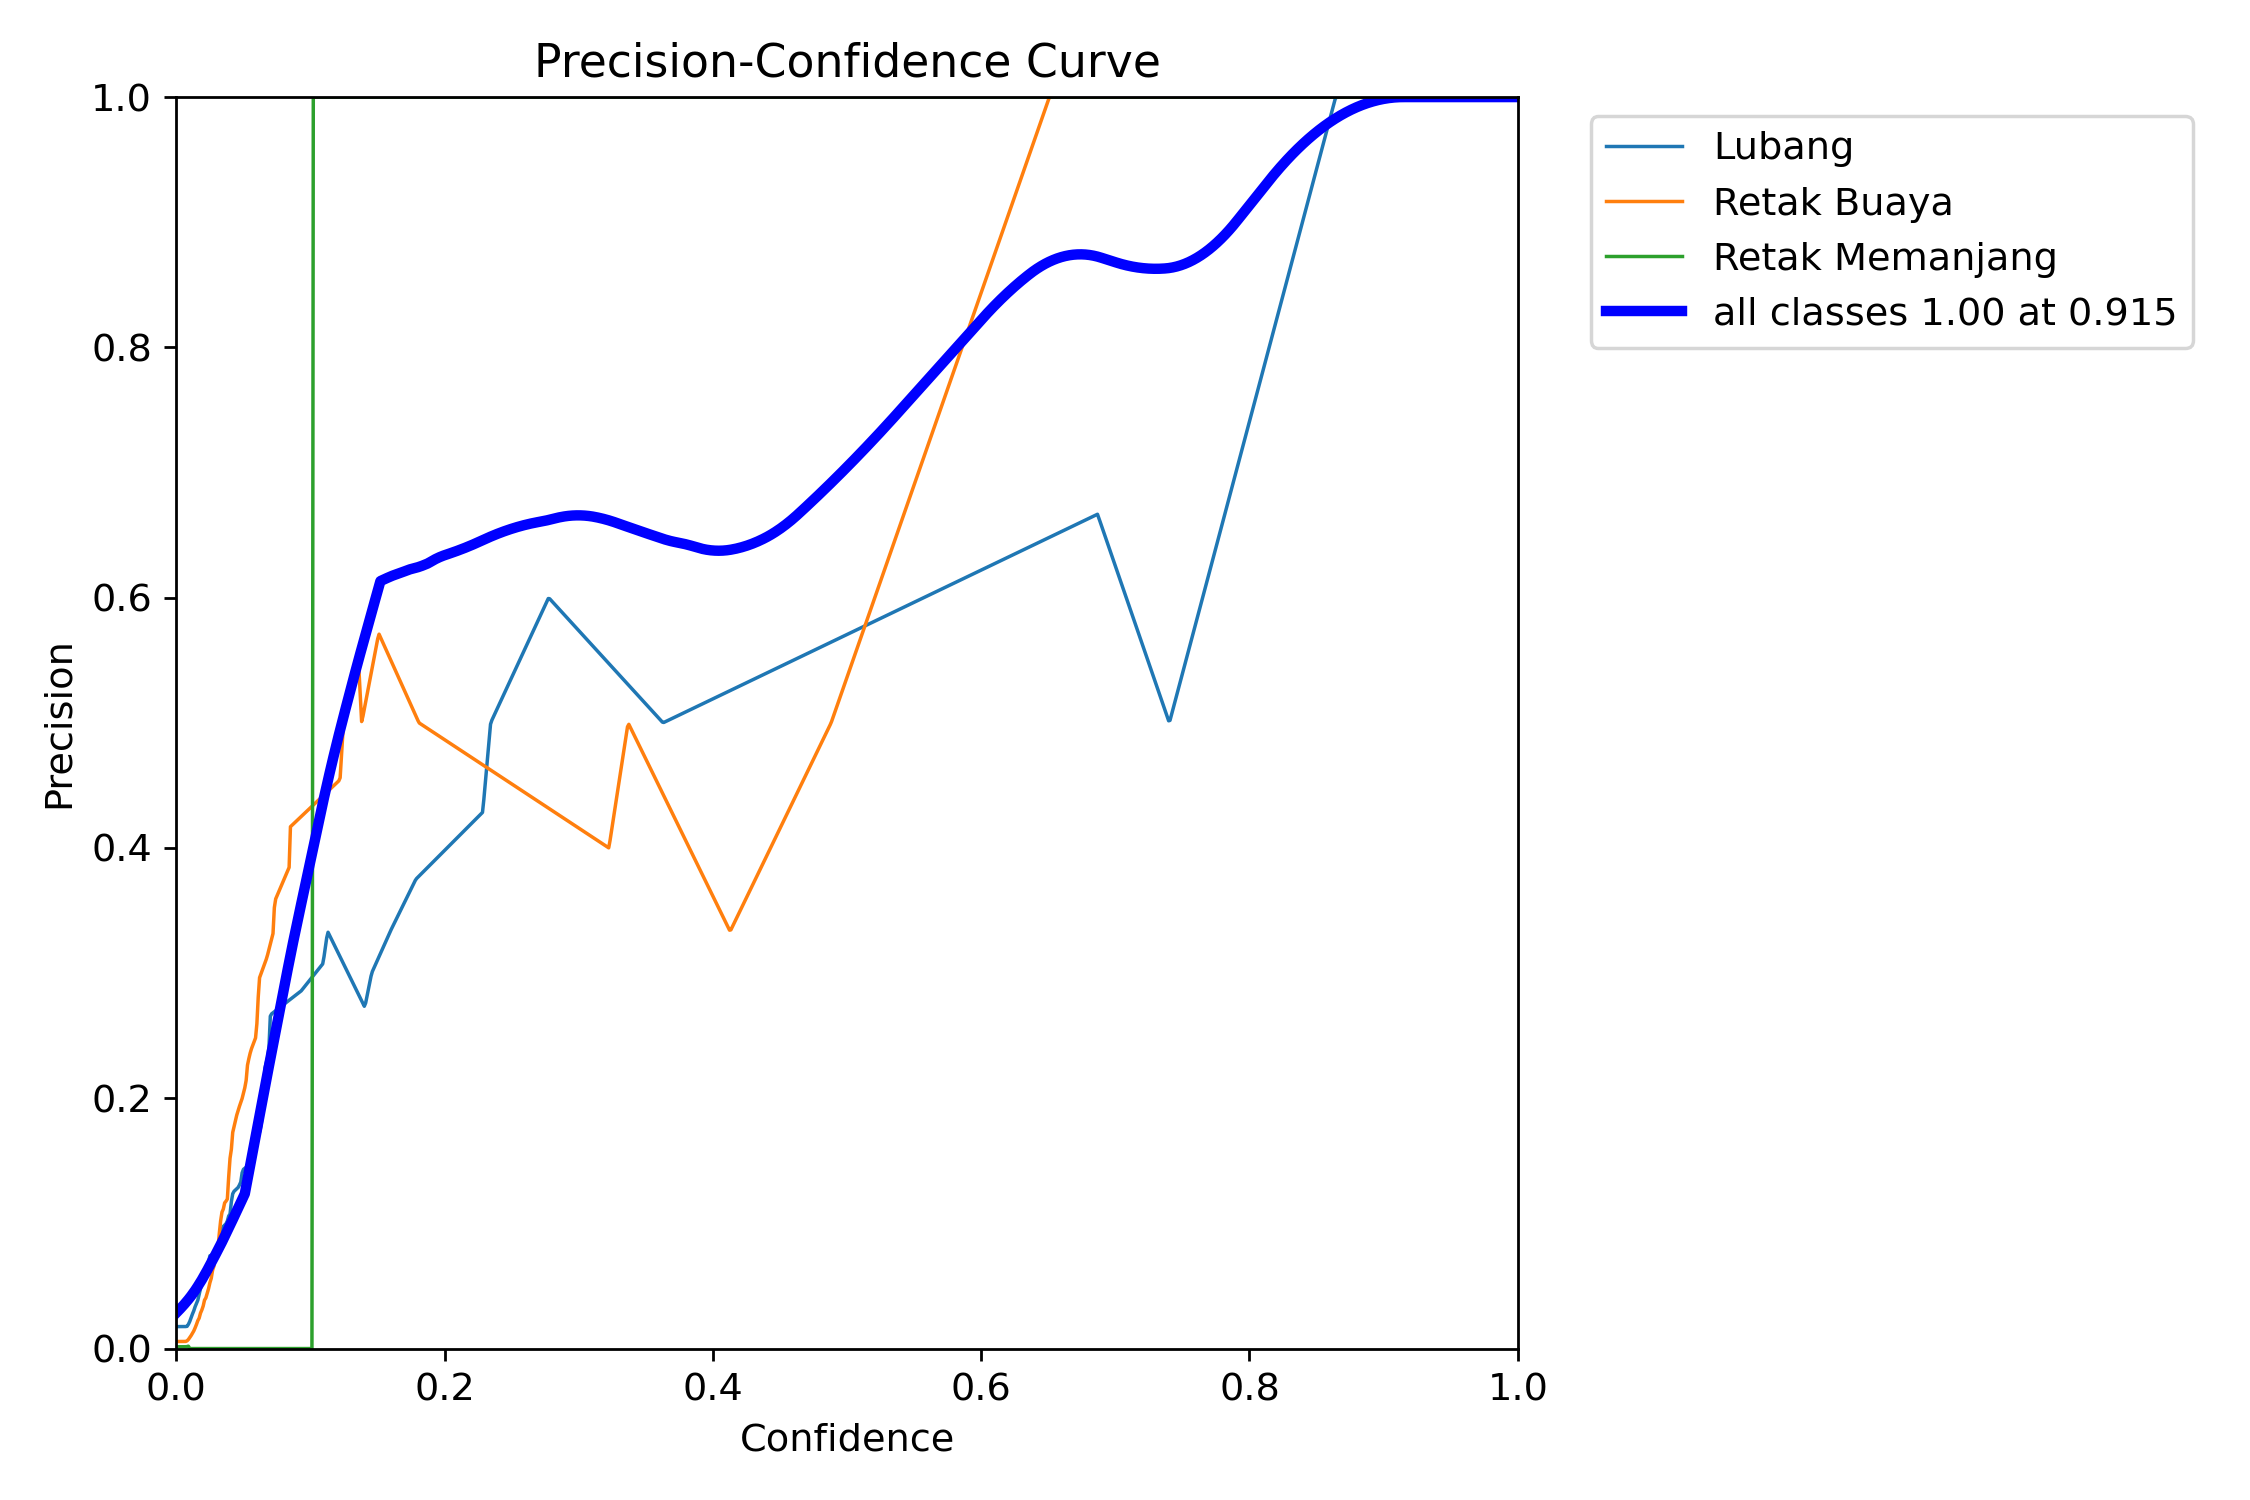 Precision-Confidence Curve
1.0
0.8
0.6
0.4
0.2
0.0
Precision
0.0 0.2 0.4 0.6 0.8 1.0
Confidence
Lubang
Retak Buaya
Retak Memanjang
all classes 1.00 at 0.915